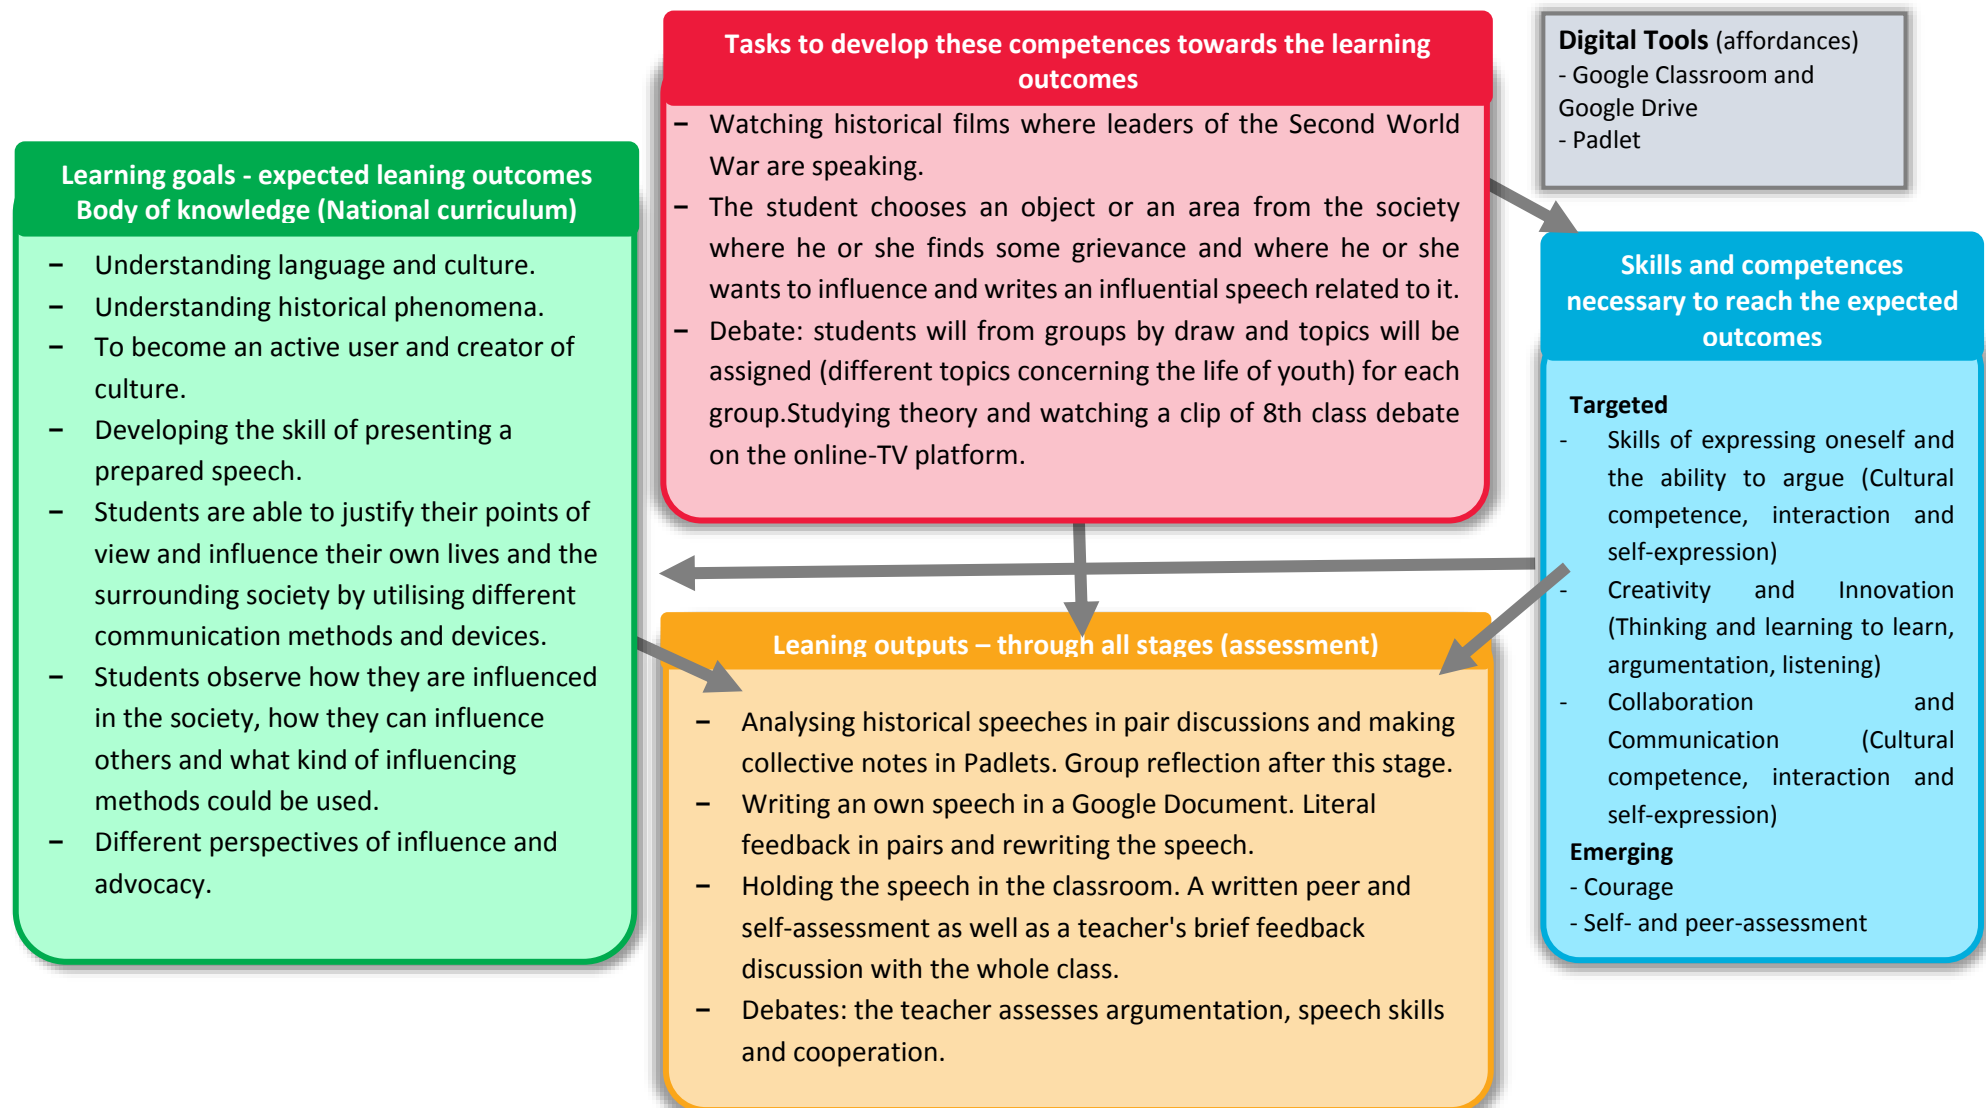 Tasks to develop these competences towards the learning
outcomes
– Watching historical films where leaders of the Second World
War are speaking.
– The student chooses an object or an area from the society
where he or she finds some grievance and where he or she
wants to influence and writes an influential speech related to it.
– Debate: students will from groups by draw and topics will be
assigned (different topics concerning the life of youth) for each
group.Studying theory and watching a clip of 8th class debate
on the online-TV platform.
Digital Tools (affordances)
- Google Classroom and
Google Drive
- Padlet
Learning goals - expected leaning outcomes
Body of knowledge (National curriculum)
– Understanding language and culture.
– Understanding historical phenomena.
– To become an active user and creator of
culture.
– Developing the skill of presenting a
prepared speech.
– Students are able to justify their points of
view and influence their own lives and the
surrounding society by utilising different
communication methods and devices.
– Students observe how they are influenced
in the society, how they can influence
others and what kind of influencing
methods could be used.
– Different perspectives of influence and
advocacy.
Skills and competences
necessary to reach the expected
outcomes
Targeted
- Skills of expressing oneself and
the ability to argue (Cultural
competence, interaction and
self-expression)
- Creativity and Innovation
(Thinking and learning to learn,
argumentation, listening)
- Collaboration and
Communication (Cultural
competence, interaction and
self-expression)
Emerging
- Courage
- Self- and peer-assessment
Leaning outputs – through all stages (assessment)
– Analysing historical speeches in pair discussions and making
collective notes in Padlets. Group reflection after this stage.
– Writing an own speech in a Google Document. Literal
feedback in pairs and rewriting the speech.
– Holding the speech in the classroom. A written peer and
self-assessment as well as a teacher's brief feedback
discussion with the whole class.
– Debates: the teacher assesses argumentation, speech skills
and cooperation.